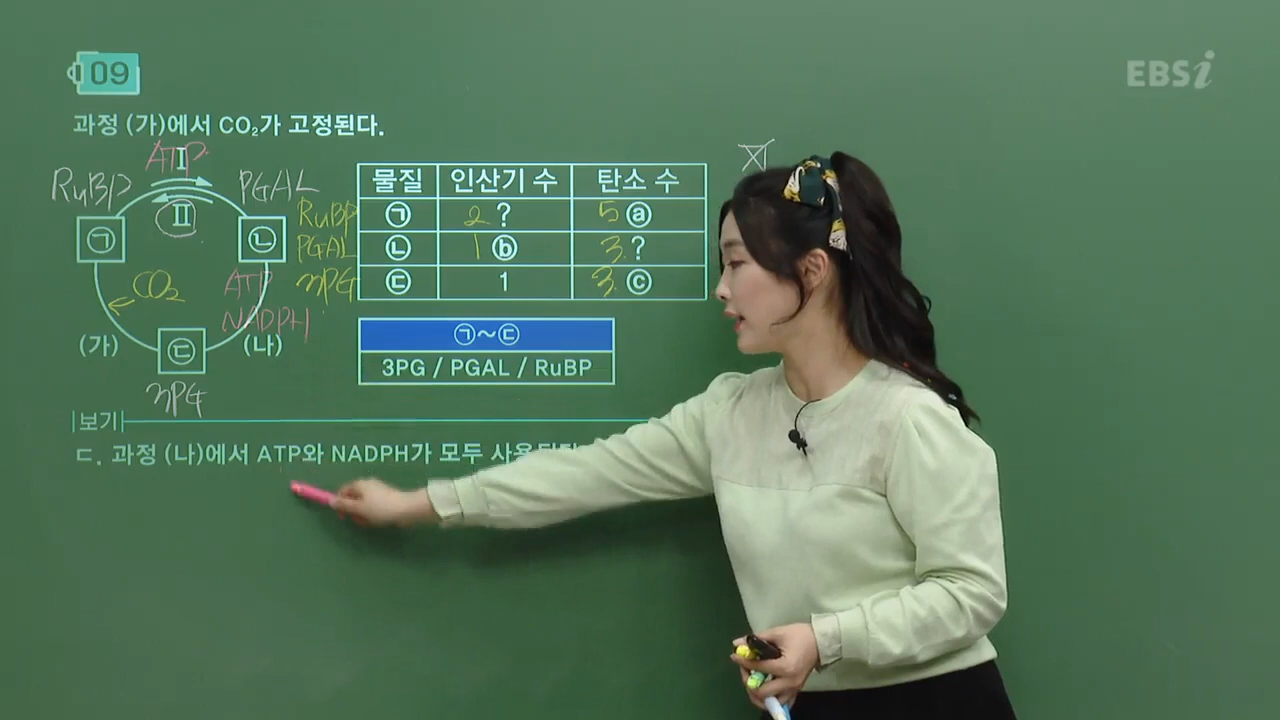 09
EBSi
과정 (가)에서 CO₂가 고정된다.
ATP
Ⅰ
RuBP
PGAL
Ⅱ
㉠
㉡
CO₂
ATP
NADPH
(가)
(나)
㉢
3PG
물질 인산기 수 탄소 수
RuBP ㉠ 2 ? 5 ⓐ
PGAL ㉡ 1 ⓑ 3 ?
3PG ㉢ 1 3 ⓒ
㉠~㉢
3PG / PGAL / RuBP
보기
ㄷ. 과정 (나)에서 ATP와 NADPH가 모두